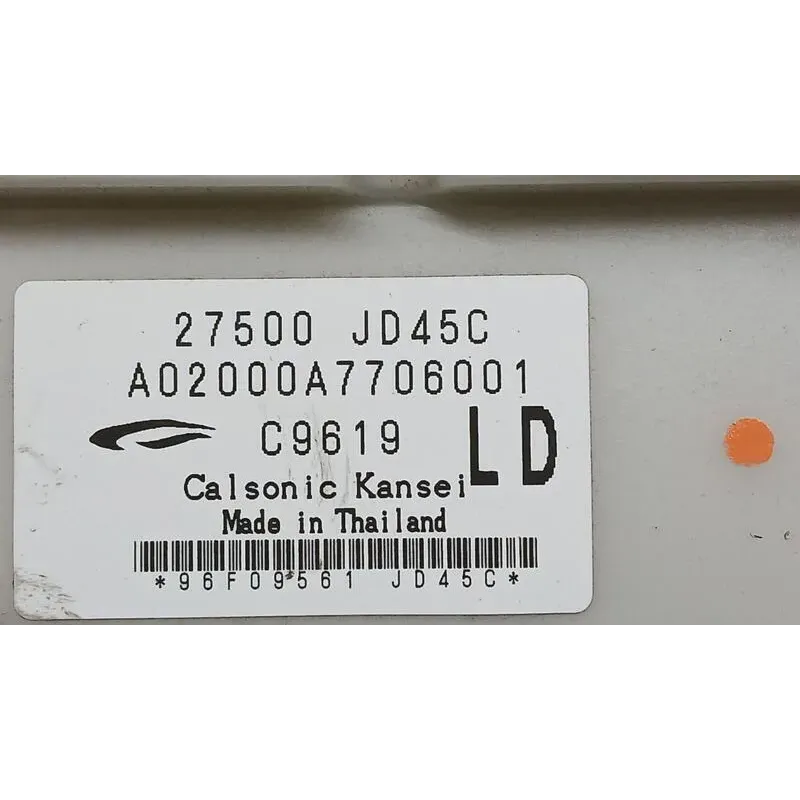 27500 JD45C
A02000A7706001
C9619 LD
Calsonic Kansei
Made in Thailand
*96F09561 JD45C*